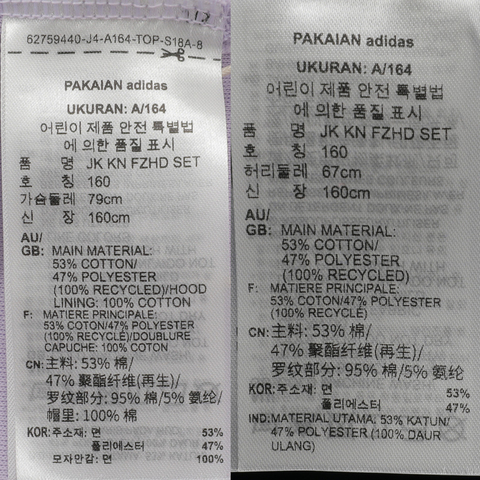 62759440-J4-A164-TOP-S18A-8
PAKAIAN adidas
UKURAN: A/164
어린이 제품 안전 특별법
에 의한 품질 표시
품 명 JK KN FZHD SET
호 칭 160
가슴둘레 79cm
신 장 160cm
AU/
GB: MAIN MATERIAL:
53% COTTON/
47% POLYESTER
(100% RECYCLED)/HOOD
LINING: 100% COTTON
F: MATIERE PRINCIPALE:
53% COTON/47% POLYESTER
(100% RECYCLÉ)/DOUBLURE
CAPUCHE: 100% COTON
CN: 主料: 53% 棉/
47% 聚酯纤维(再生)/
罗纹部分: 95% 棉/5% 氨纶/
帽里: 100% 棉
KOR:주소재: 면 53%
폴리에스터 47%
모자안감: 면 100%
PAKAIAN adidas
UKURAN: A/164
어린이 제품 안전 특별법
에 의한 품질 표시
품 명 JK KN FZHD SET
호 칭 160
허리둘레 67cm
신 장 160cm
AU/
GB: MAIN MATERIAL:
53% COTTON/
47% POLYESTER
(100% RECYCLED)
F: MATIERE PRINCIPALE:
53% COTON/47% POLYESTER
(100% RECYCLÉ)
CN: 主料: 53% 棉/
47% 聚酯纤维(再生)/
罗纹部分: 95% 棉/5% 氨纶
KOR:주소재: 면 53%
폴리에스터 47%
IND:MATERIAL UTAMA: 53% KATUN/
47% POLYESTER (100% DAUR
ULANG)